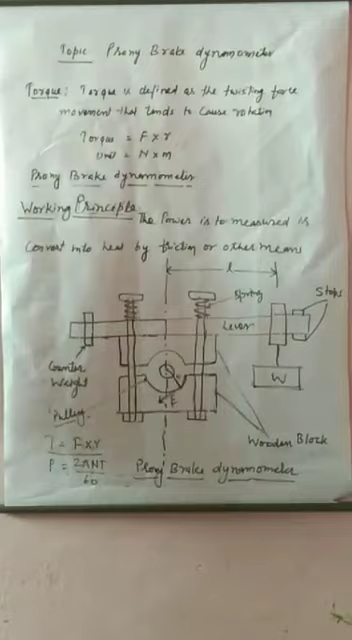 Topic Prony Brake dynamometer
Torque: Torque is defined as the twisting force
movement that tends to cause rotation
Torque = F x r
Unit = N x m
Prony Brake dynamometer
Working Principle
The Power is to measured is
Convert into heat by friction or other means
l
Spring
Stops
Lever
Counter
Weight
W
F
Pulley
Wooden Block
T = F x r
P = 2πNT
60
Prony Brake dynamometer